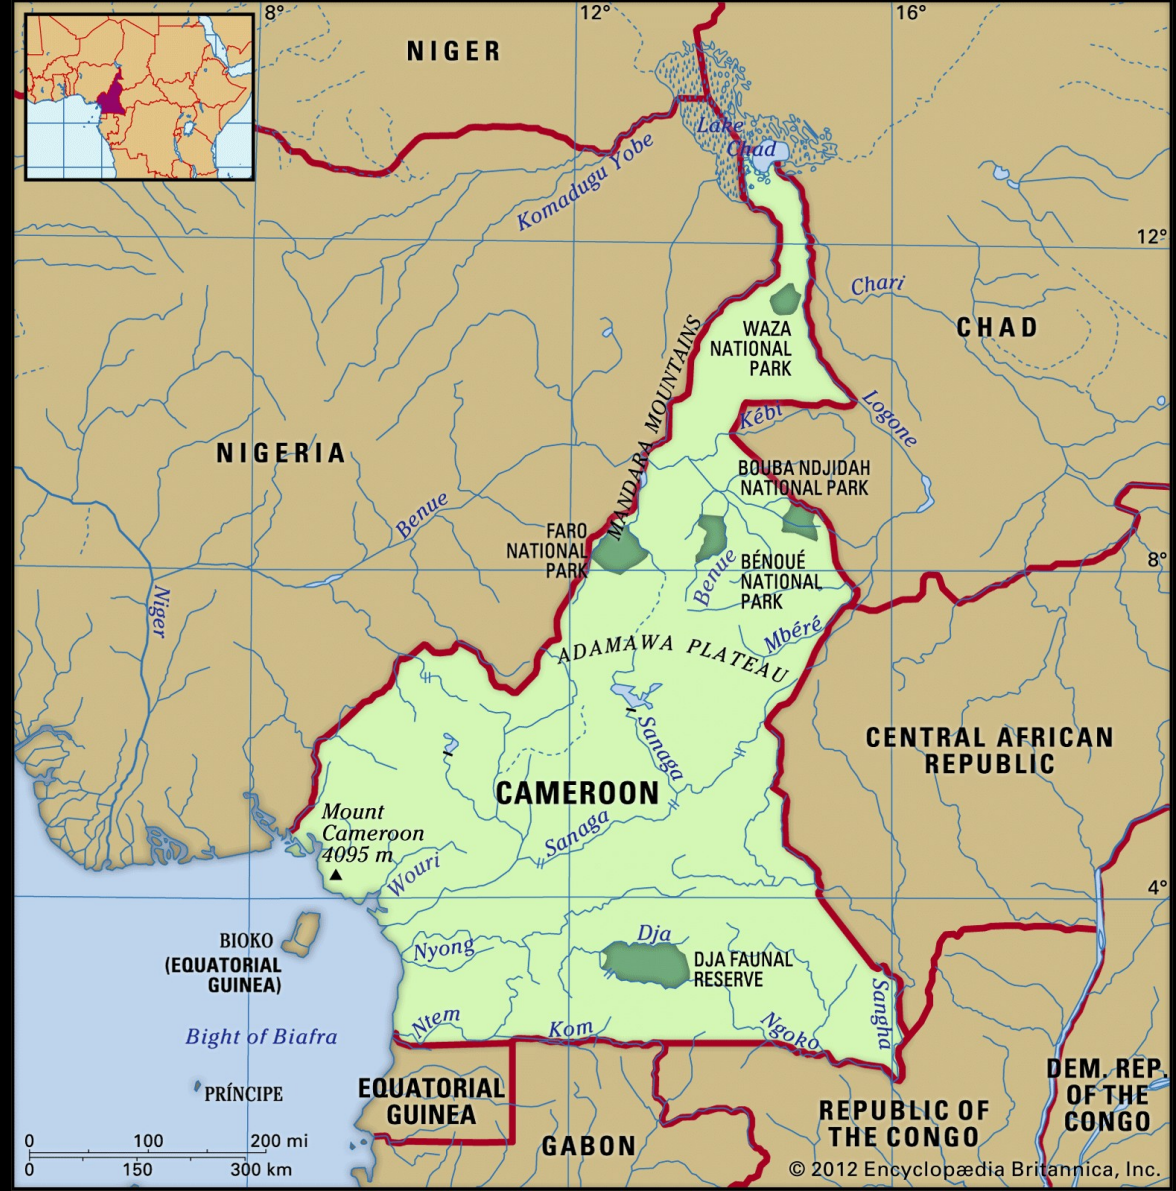 8°
12°
16°
NIGER
Lake
Chad
Komadugu Yobe
12°
Chari
CHAD
WAZA
NATIONAL
PARK
MANDARA MOUNTAINS
Kébi
Logone
NIGERIA
BOUBA NDJIDAH
NATIONAL PARK
Benue
FARO
NATIONAL
PARK
8°
Benue
BÉNOUÉ
NATIONAL
PARK
Niger
Mbéré
ADAMAWA PLATEAU
Sanaga
CENTRAL AFRICAN
REPUBLIC
CAMEROON
Mount
Cameroon
4095 m
Sanaga
Wouri
4°
BIOKO
(EQUATORIAL
GUINEA)
Nyong
Dja
DJA FAUNAL
RESERVE
Sangha
Bight of Biafra
Ntem
Kom
Ngoko
PRÍNCIPE
EQUATORIAL
GUINEA
DEM. REP.
OF THE
CONGO
REPUBLIC OF
THE CONGO
GABON
0 100 200 mi
0 150 300 km
© 2012 Encyclopædia Britannica, Inc.